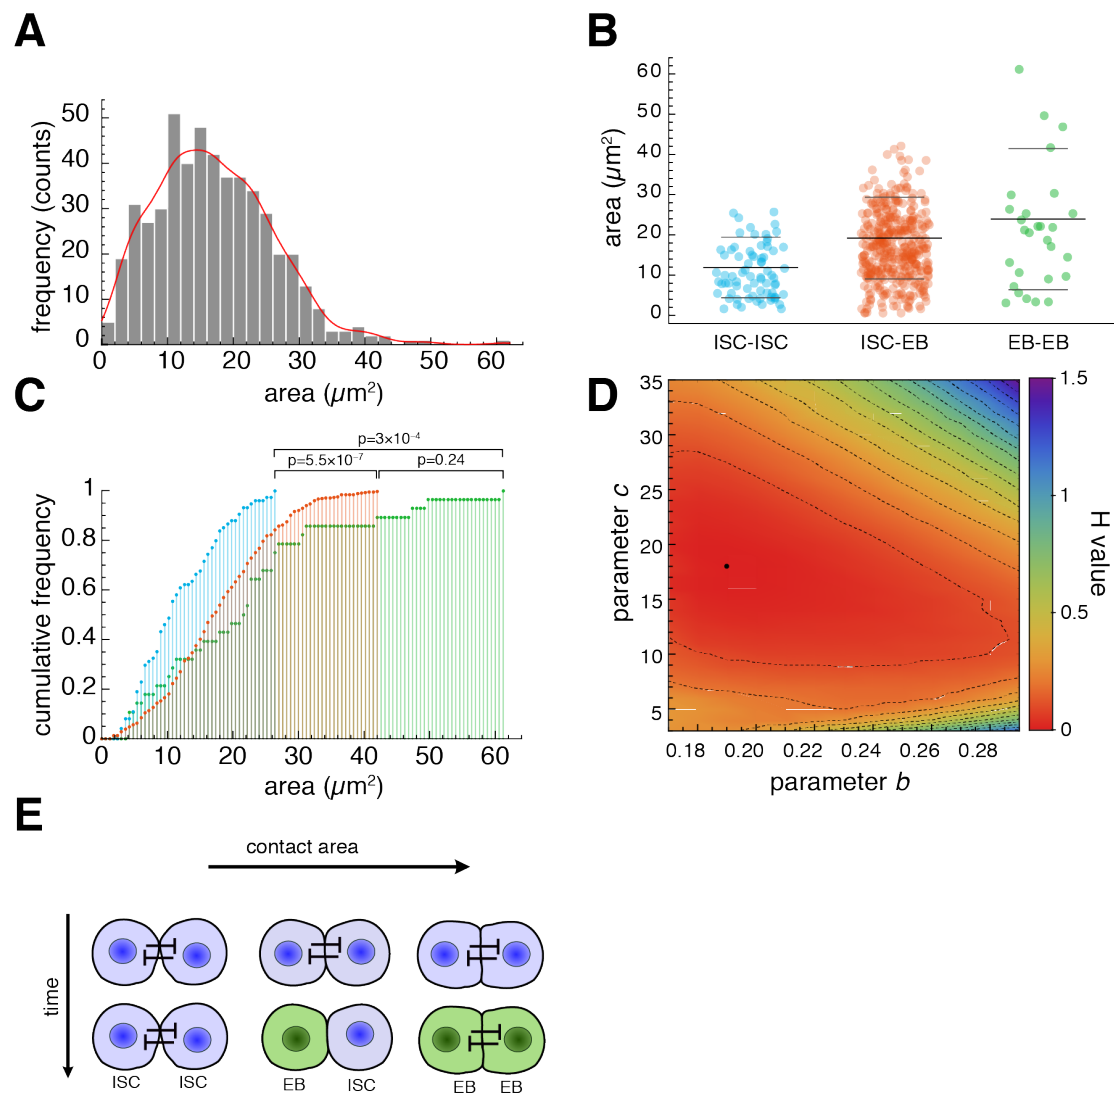 A
frequency (counts)
50
40
30
20
10
0
0 10 20 30 40 50 60
area (µm²)
B
area (µm²)
60
50
40
30
20
10
0
ISC-ISC ISC-EB EB-EB
C
p=3×10⁻⁴
p=5.5×10⁻⁷ p=0.24
cumulative frequency
1
0.8
0.6
0.4
0.2
0
0 10 20 30 40 50 60
area (µm²)
D
parameter c
35
30
25
20
15
10
5
0.18 0.20 0.22 0.24 0.26 0.28
parameter b
1.5
1
0.5
0
H value
E
contact area
time
ISC ISC EB ISC EB EB